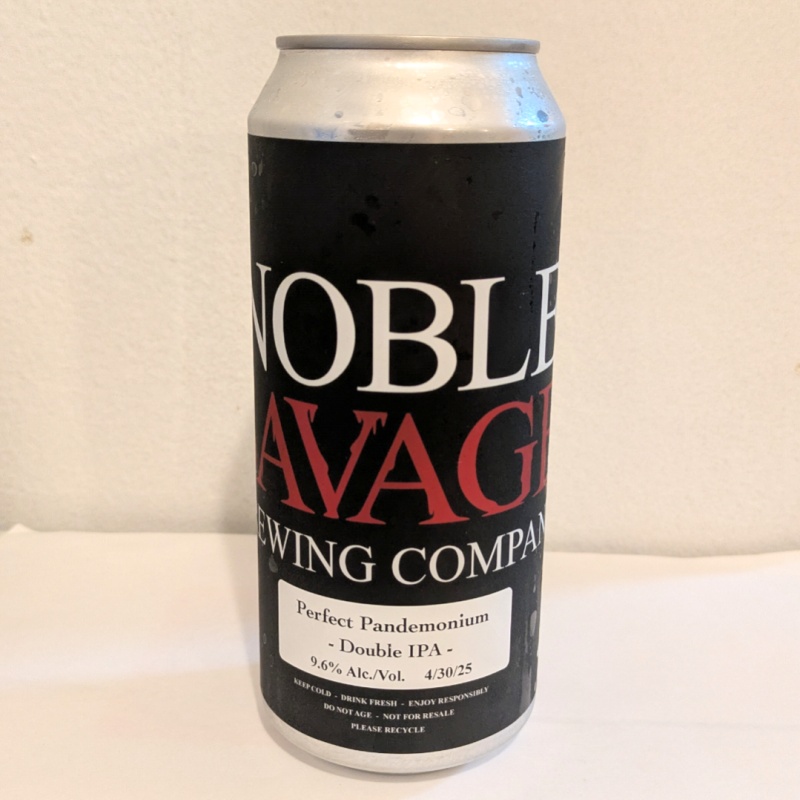 NOBLE
AVAGE
EWING COMPAN
Perfect Pandemonium
- Double IPA -
9.6% Alc./Vol. 4/30/25
KEEP COLD - DRINK FRESH - ENJOY RESPONSIBLY
DO NOT AGE - NOT FOR RESALE
PLEASE RECYCLE